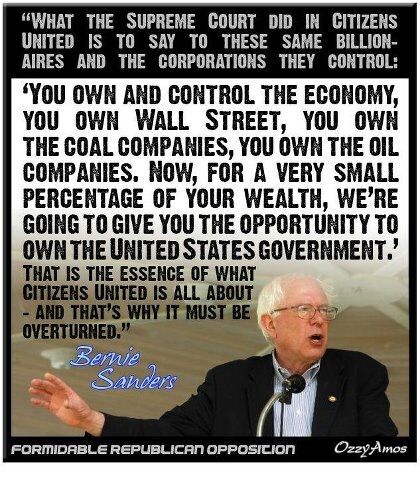 “What the Supreme Court did in Citizens
United is to say to these same billion-
aires and the corporations they control:
‘You own and control the economy,
you own Wall Street, you own
the coal companies, you own the oil
companies. Now, for a very small
percentage of your wealth, we’re
going to give you the opportunity to
own the United States government.’
That is the essence of what
Citizens United is all about
- and that’s why it must be
overturned.”
Bernie
Sanders
FORMIDABLE REPUBLICAN OPPOSITION
OzzyAmos